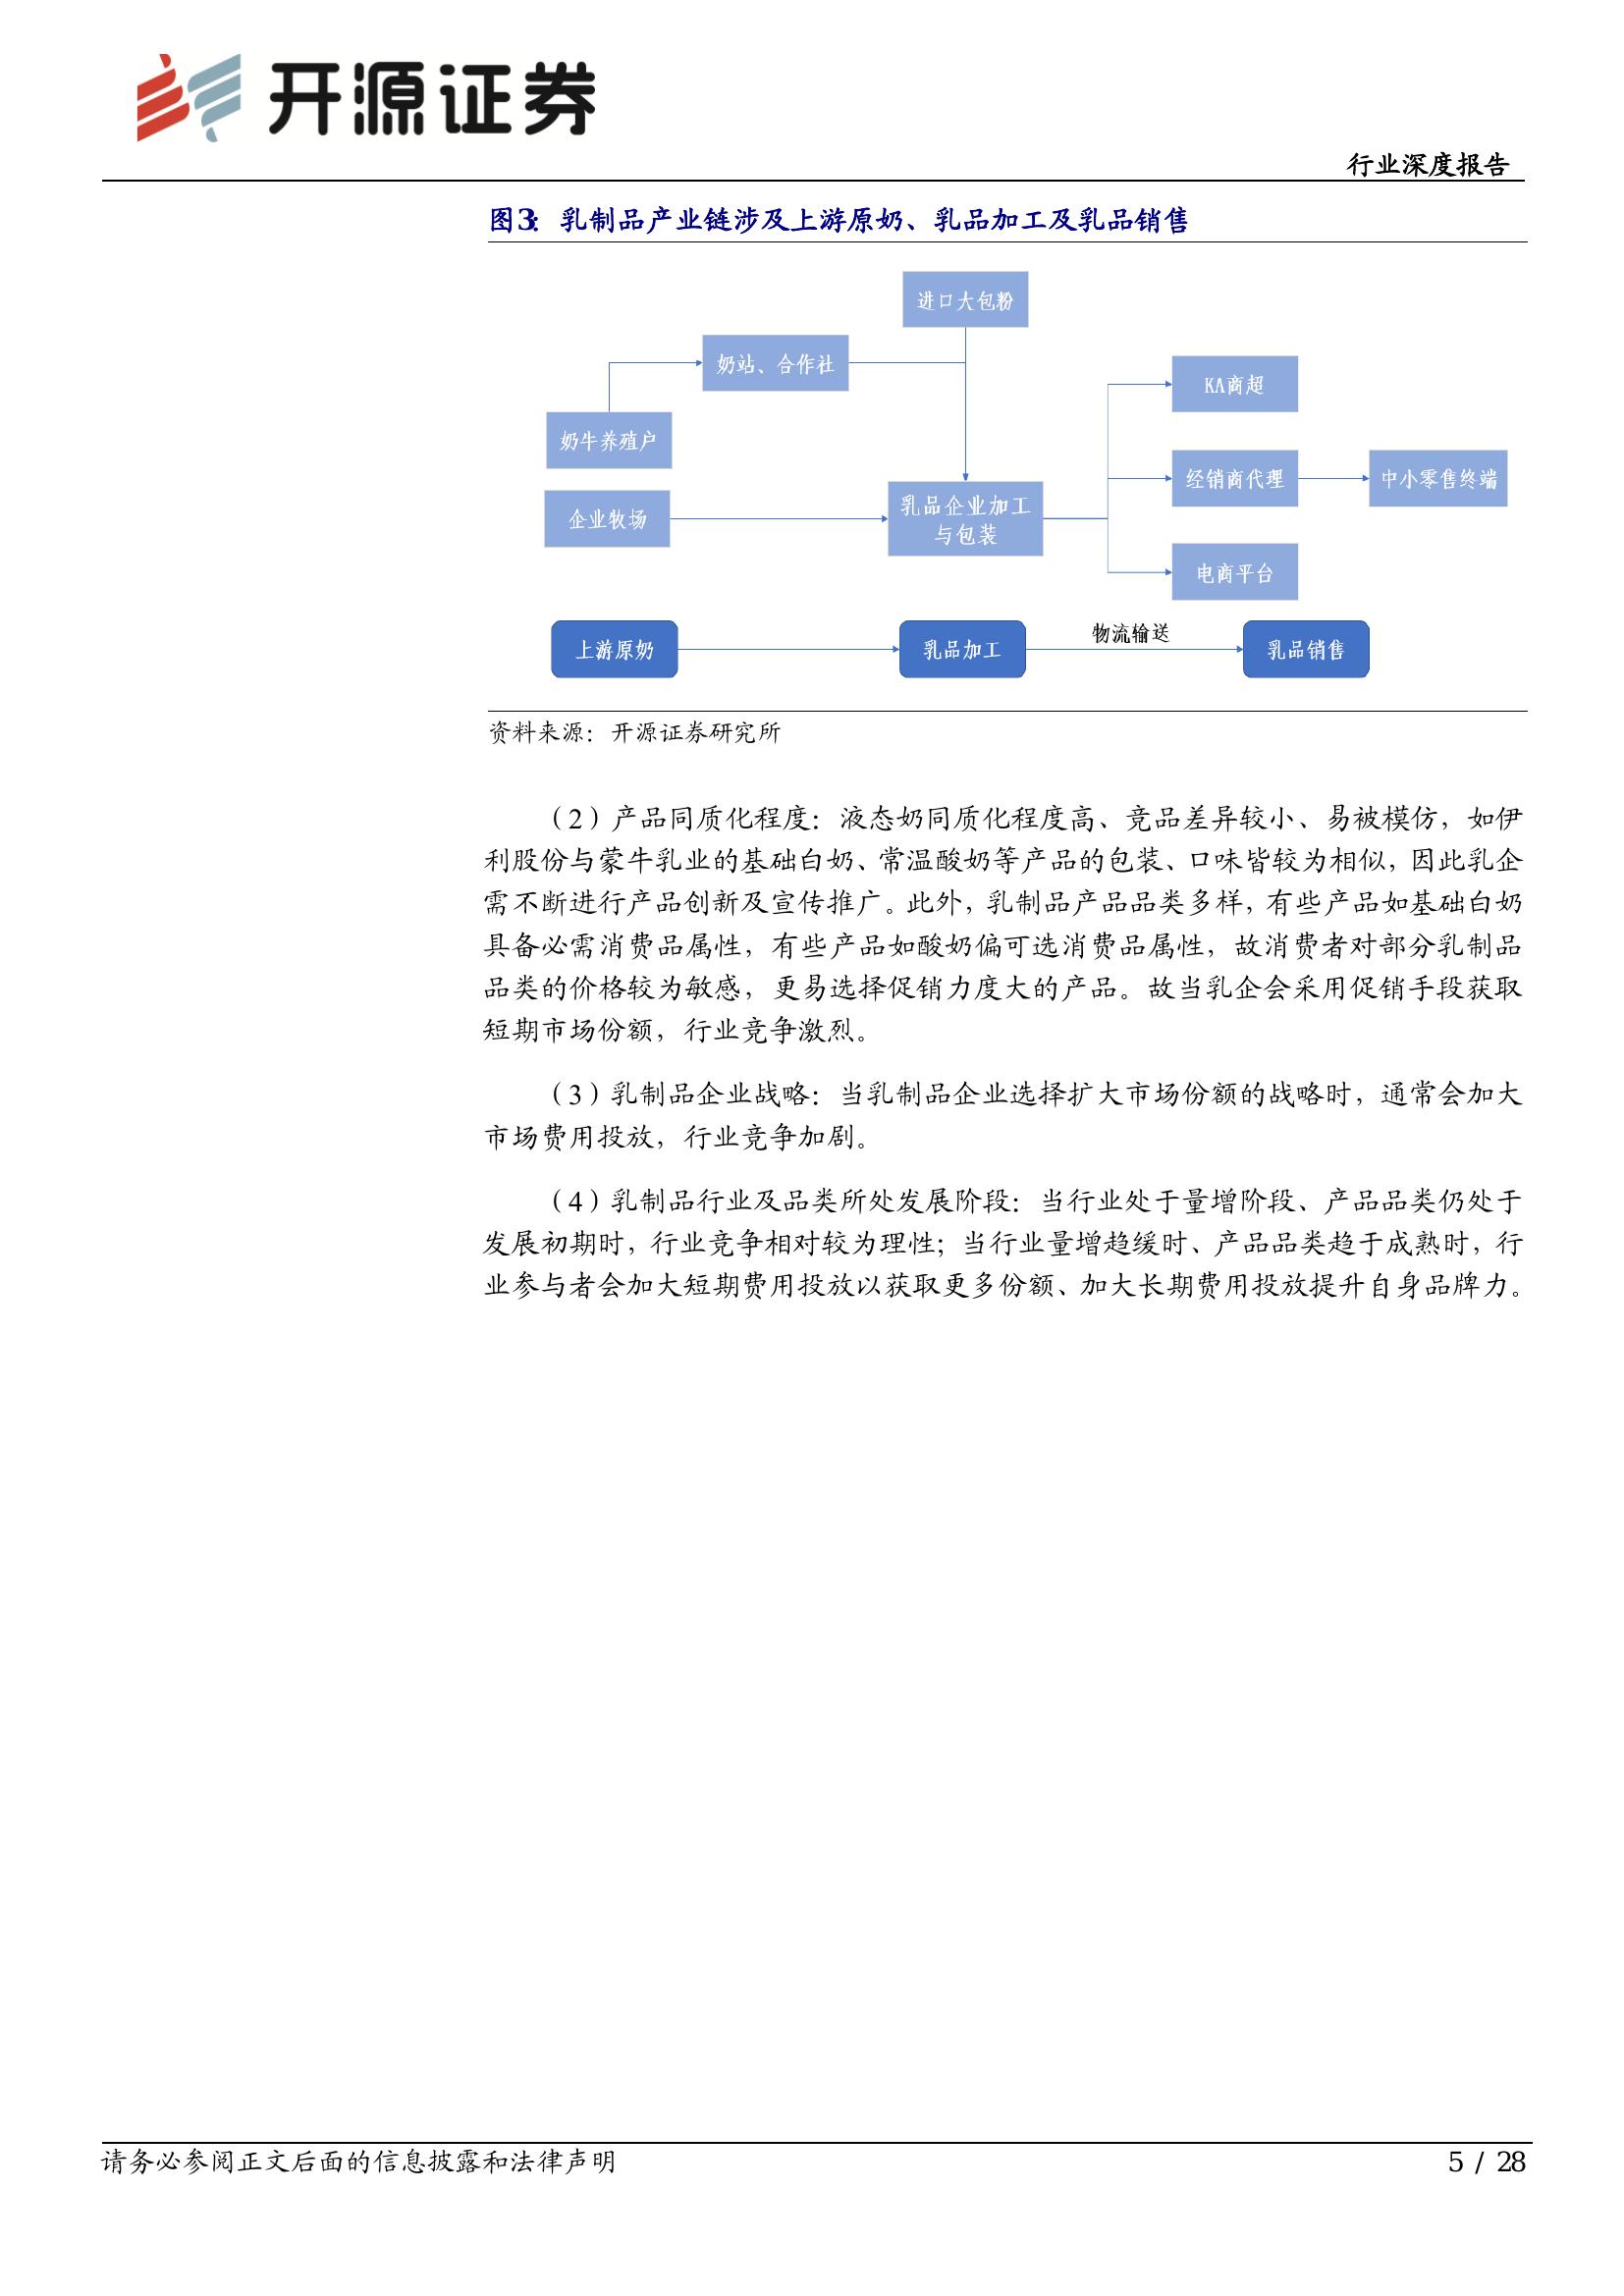 开源证券
行业深度报告
图3：乳制品产业链涉及上游原奶、乳品加工及乳品销售
进口大包粉
奶站、合作社
KA商超
奶牛养殖户
经销商代理
中小零售终端
企业牧场
乳品企业加工
与包装
电商平台
上游原奶
乳品加工
物流输送
乳品销售
资料来源：开源证券研究所
（2）产品同质化程度：液态奶同质化程度高、竞品差异较小、易被模仿，如伊
利股份与蒙牛乳业的基础白奶、常温酸奶等产品的包装、口味皆较为相似，因此乳企
需不断进行产品创新及宣传推广。此外，乳制品产品品类多样，有些产品如基础白奶
具备必需消费品属性，有些产品如酸奶偏可选消费品属性，故消费者对部分乳制品
品类的价格较为敏感，更易选择促销力度大的产品。故当乳企会采用促销手段获取
短期市场份额，行业竞争激烈。
（3）乳制品企业战略：当乳制品企业选择扩大市场份额的战略时，通常会加大
市场费用投放，行业竞争加剧。
（4）乳制品行业及品类所处发展阶段：当行业处于量增阶段、产品品类仍处于
发展初期时，行业竞争相对较为理性；当行业量增趋缓时、产品品类趋于成熟时，行
业参与者会加大短期费用投放以获取更多份额、加大长期费用投放提升自身品牌力。
请务必参阅正文后面的信息披露和法律声明
5 / 28